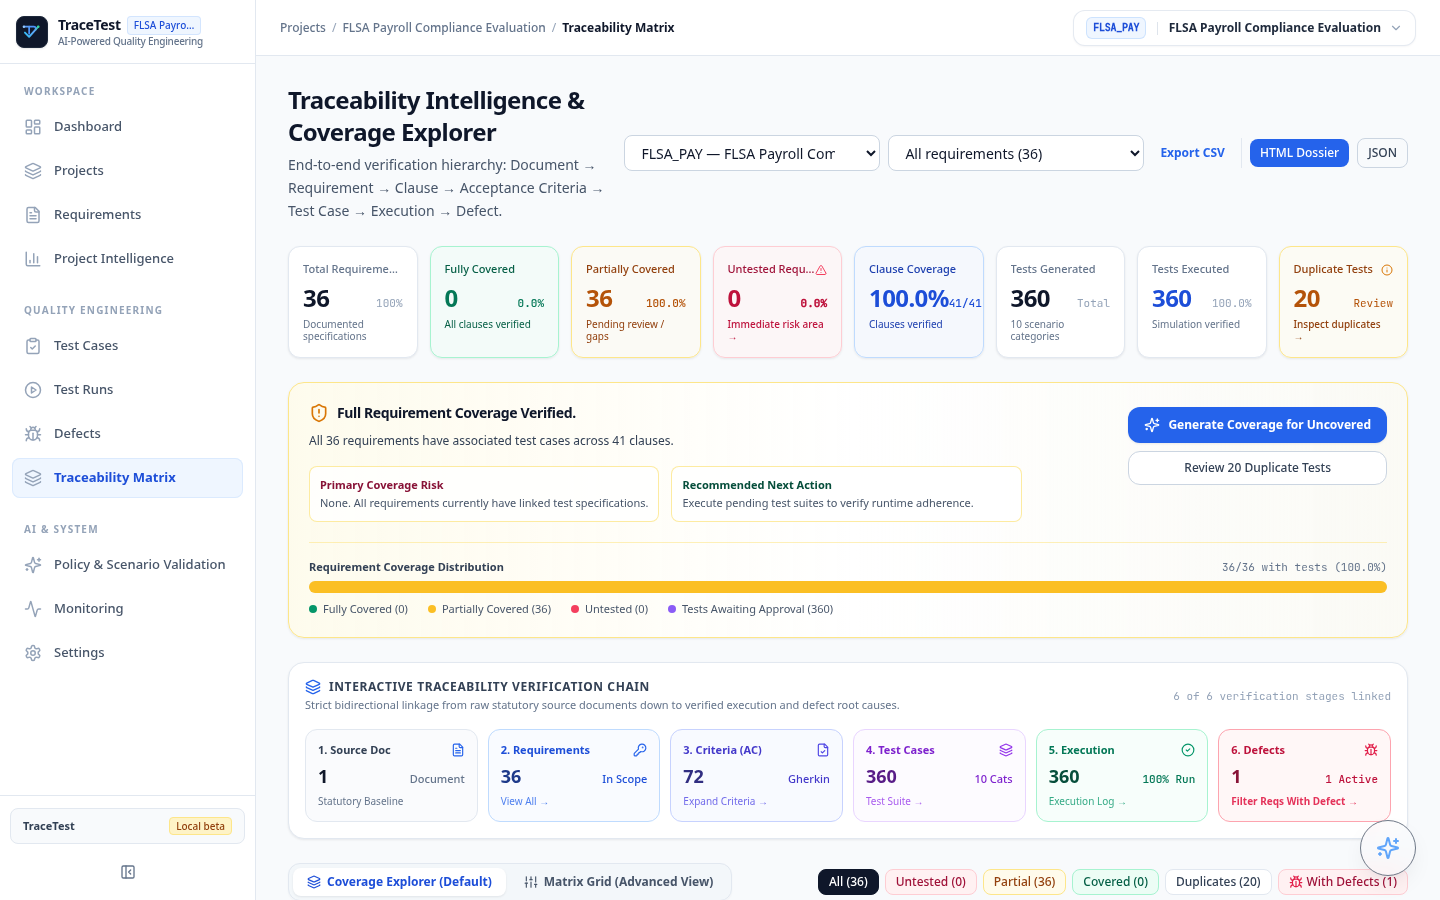 TraceTest
FLSA Payro...
AI-Powered Quality Engineering
WORKSPACE
Dashboard
Projects
Requirements
Project Intelligence
QUALITY ENGINEERING
Test Cases
Test Runs
Defects
Traceability Matrix
AI & SYSTEM
Policy & Scenario Validation
Monitoring
Settings
TraceTest
Local beta
Projects / FLSA Payroll Compliance Evaluation / Traceability Matrix
FLSA_PAY
FLSA Payroll Compliance Evaluation
Traceability Intelligence &
Coverage Explorer
End-to-end verification hierarchy: Document →
Requirement → Clause → Acceptance Criteria →
Test Case → Execution → Defect.
FLSA_PAY — FLSA Payroll Com
All requirements (36)
Export CSV
HTML Dossier
JSON
Total Requireme...
36
100%
Documented
specifications
Fully Covered
0
0.0%
All clauses verified
Partially Covered
36
100.0%
Pending review /
gaps
Untested Requ...
0
0.0%
Immediate risk area
→
Clause Coverage
100.0%
41/41
Clauses verified
Tests Generated
360
Total
10 scenario
categories
Tests Executed
360
100.0%
Simulation verified
Duplicate Tests
20
Review
Inspect duplicates
→
Full Requirement Coverage Verified.
All 36 requirements have associated test cases across 41 clauses.
Generate Coverage for Uncovered
Review 20 Duplicate Tests
Primary Coverage Risk
None. All requirements currently have linked test specifications.
Recommended Next Action
Execute pending test suites to verify runtime adherence.
Requirement Coverage Distribution
36/36 with tests (100.0%)
Fully Covered (0)
Partially Covered (36)
Untested (0)
Tests Awaiting Approval (360)
INTERACTIVE TRACEABILITY VERIFICATION CHAIN
Strict bidirectional linkage from raw statutory source documents down to verified execution and defect root causes.
6 of 6 verification stages linked
1. Source Doc
1
Document
Statutory Baseline
2. Requirements
36
In Scope
View All →
3. Criteria (AC)
72
Gherkin
Expand Criteria →
4. Test Cases
360
10 Cats
Test Suite →
5. Execution
360
100% Run
Execution Log →
6. Defects
1
1 Active
Filter Reqs With Defect →
Coverage Explorer (Default)
Matrix Grid (Advanced View)
All (36)
Untested (0)
Partial (36)
Covered (0)
Duplicates (20)
With Defects (1)